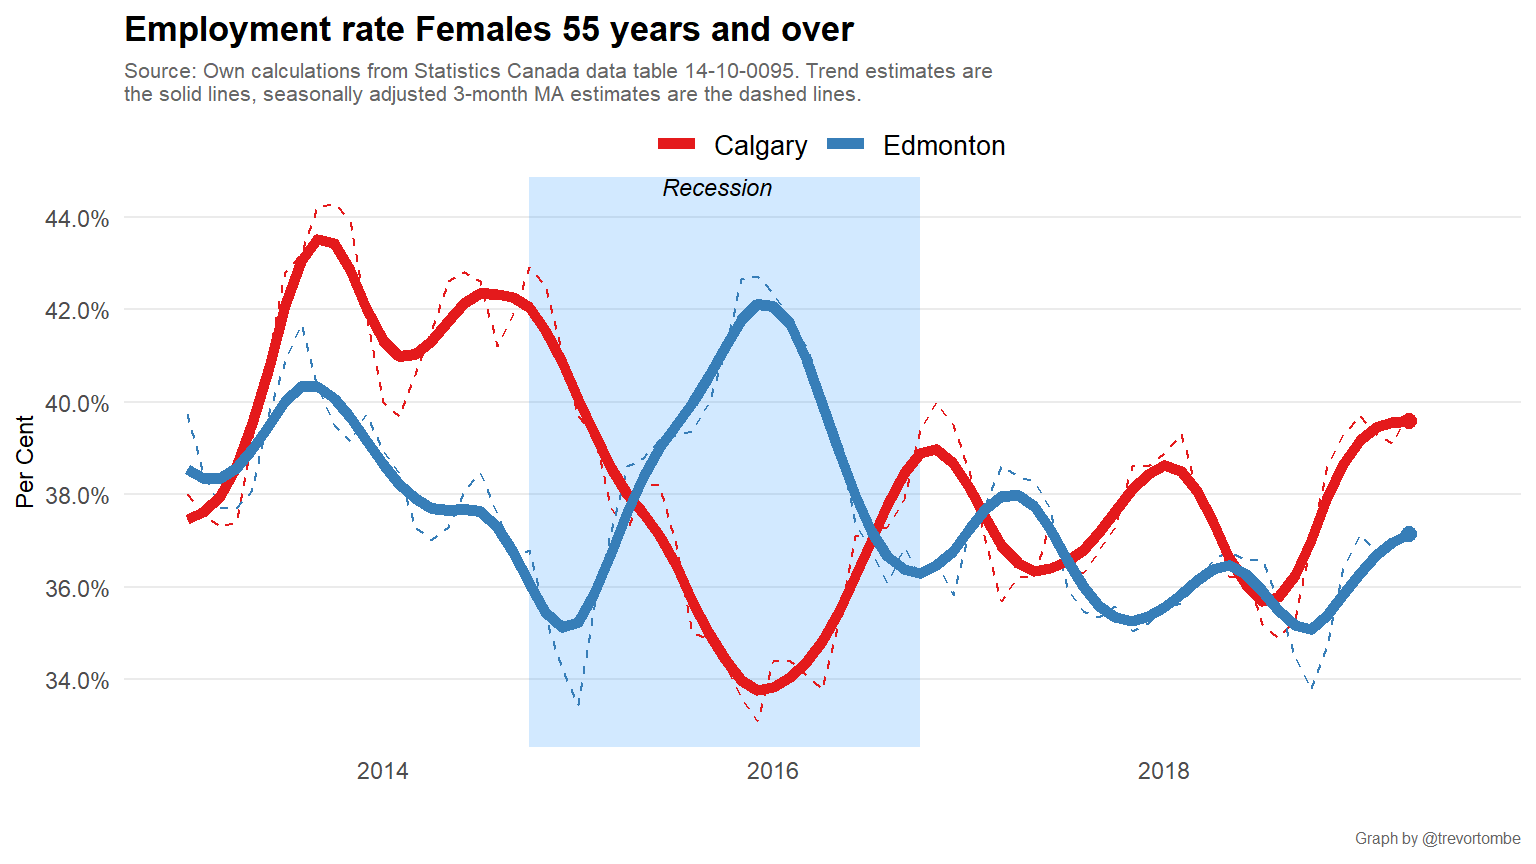 Employment rate Females 55 years and over
Source: Own calculations from Statistics Canada data table 14-10-0095. Trend estimates are
the solid lines, seasonally adjusted 3-month MA estimates are the dashed lines.
Calgary Edmonton
Recession
44.0%
42.0%
40.0%
38.0%
36.0%
34.0%
Per Cent
2014 2016 2018
Graph by @trevortombe